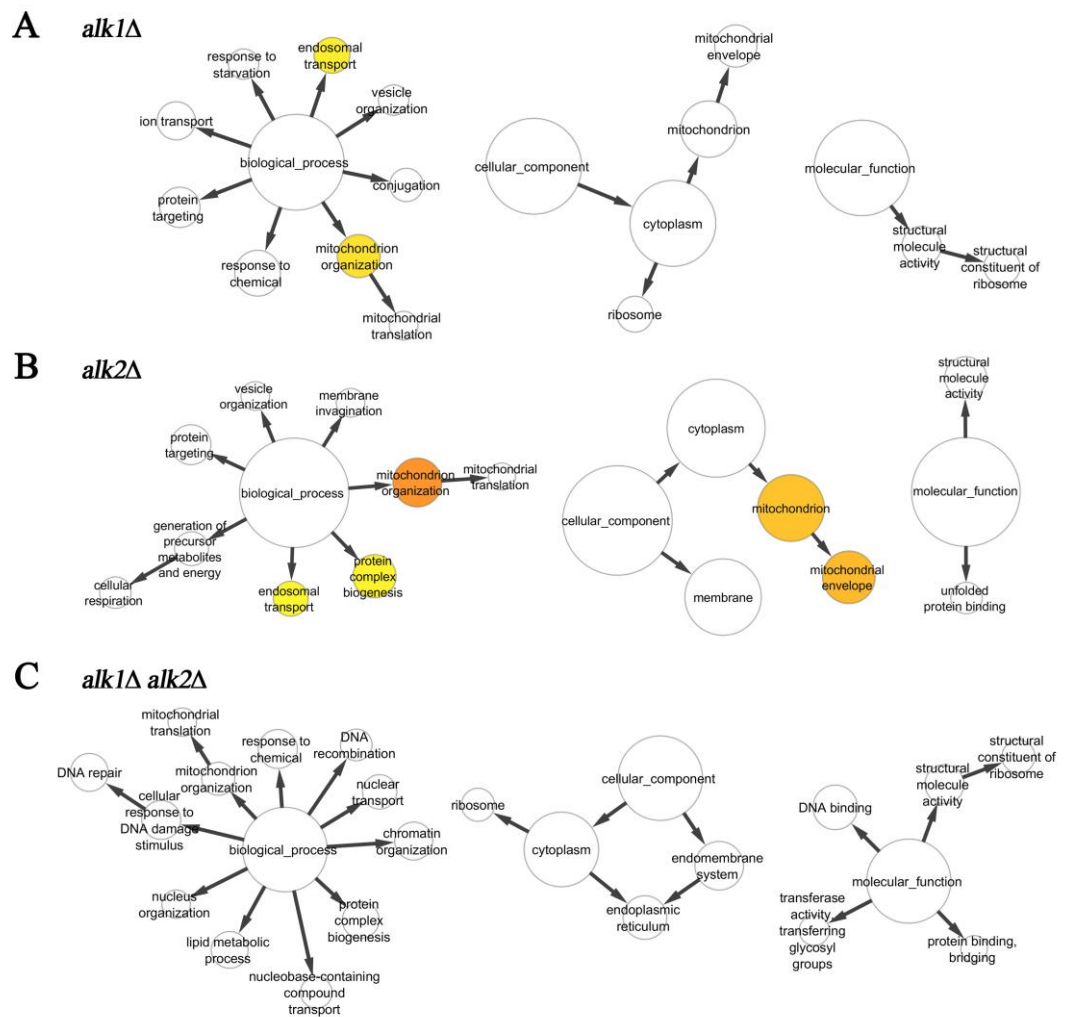 A alk1Δ
endosomal
transport
response to
starvation
vesicle
organization
ion transport
biological_process
conjugation
protein
targeting
mitochondrion
organization
response to
chemical
mitochondrial
translation
mitochondrial
envelope
mitochondrion
cellular_component
cytoplasm
ribosome
molecular_function
structural
molecule
activity
structural
constituent of
ribosome
B alk2Δ
vesicle
organization
membrane
invagination
protein
targeting
mitochondrion
organization
mitochondrial
translation
biological_process
generation of
precursor
metabolites
and energy
cellular
respiration
endosomal
transport
protein
complex
biogenesis
cytoplasm
mitochondrion
cellular_component
mitochondrial
envelope
membrane
structural
molecule
activity
molecular_function
unfolded
protein binding
C alk1Δ alk2Δ
mitochondrial
translation
response to
chemical
DNA
recombination
DNA repair
mitochondrion
organization
nuclear
transport
cellular
response to
DNA damage
stimulus
biological_process
chromatin
organization
nucleus
organization
protein
complex
biogenesis
lipid metabolic
process
nucleobase-containing
compound
transport
cellular_component
ribosome
cytoplasm
endomembrane
system
endoplasmic
reticulum
structural
constituent of
ribosome
structural
molecule
activity
DNA binding
molecular_function
transferase
activity,
transferring
glycosyl
groups
protein binding,
bridging